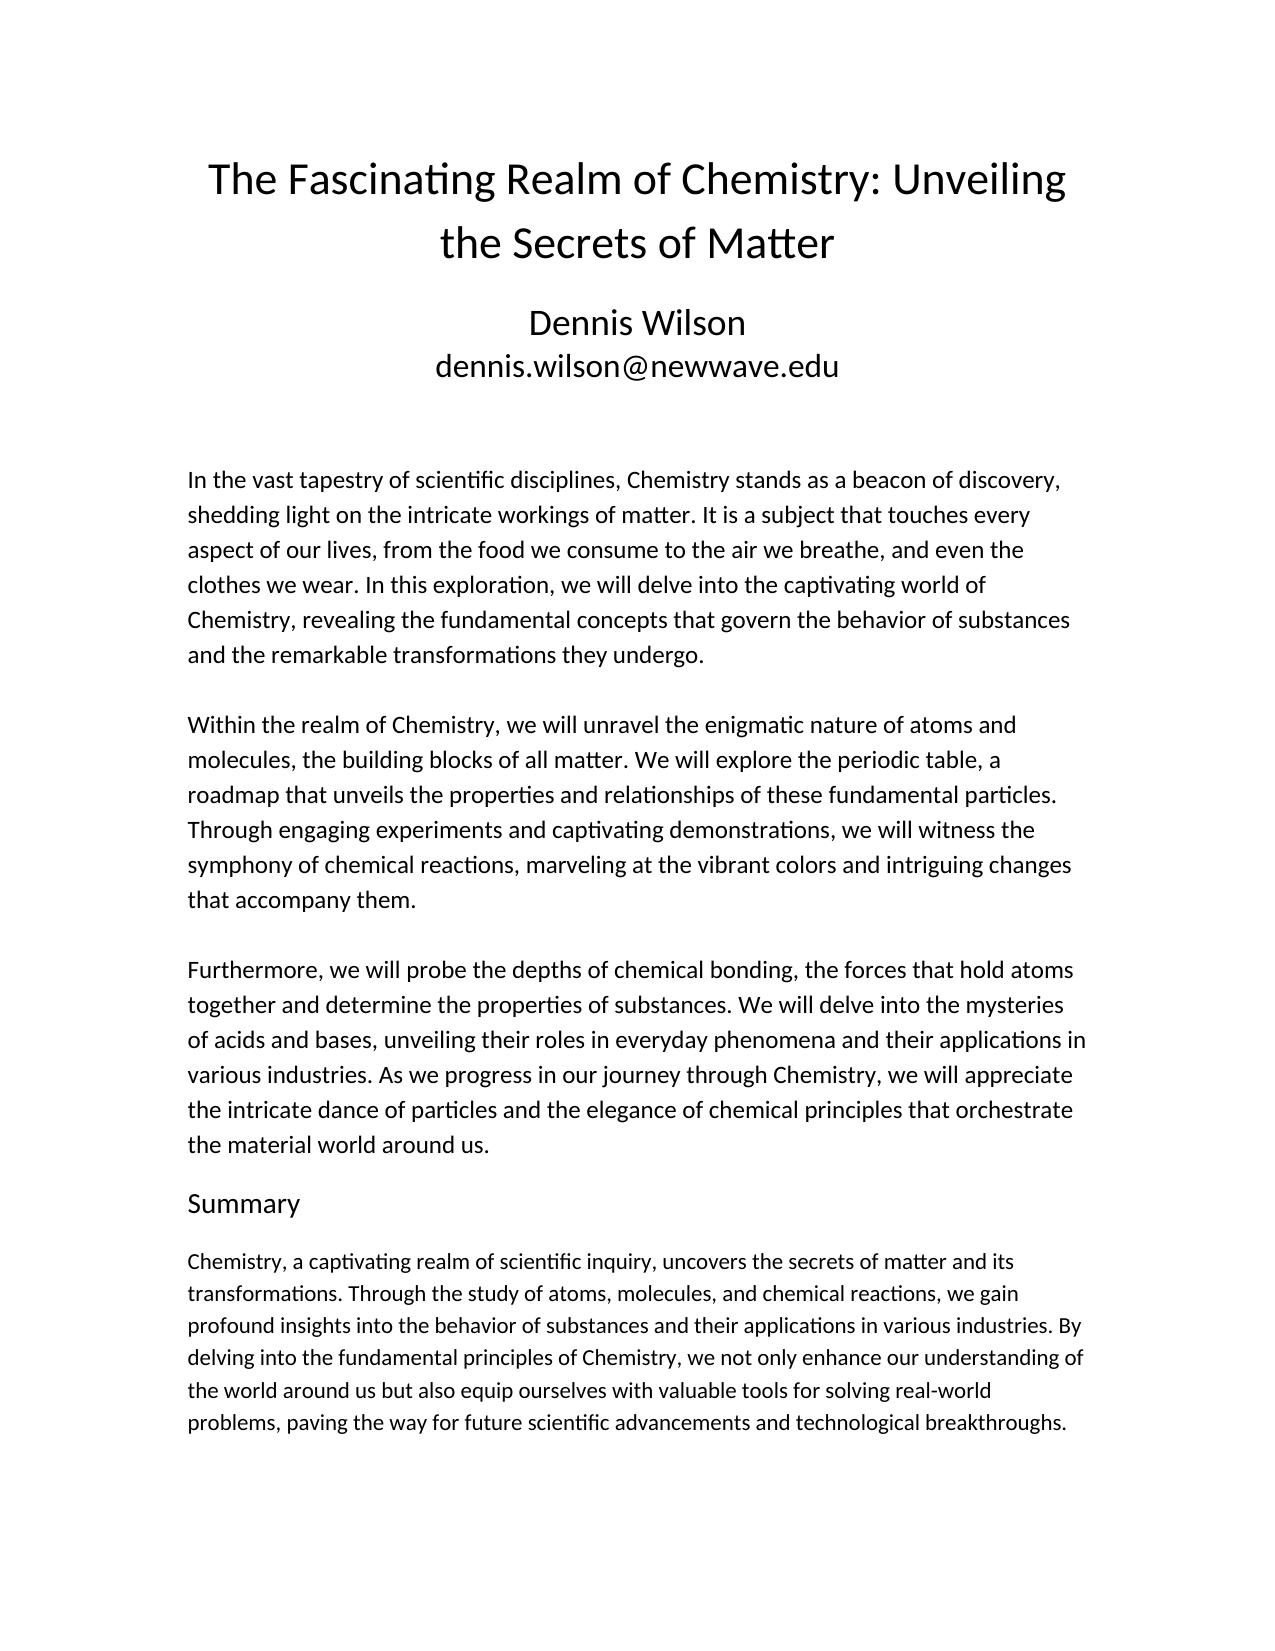 The Fascinating Realm of Chemistry: Unveiling
the Secrets of Matter
Dennis Wilson
dennis.wilson@newwave.edu
In the vast tapestry of scientific disciplines, Chemistry stands as a beacon of discovery,
shedding light on the intricate workings of matter. It is a subject that touches every
aspect of our lives, from the food we consume to the air we breathe, and even the
clothes we wear. In this exploration, we will delve into the captivating world of
Chemistry, revealing the fundamental concepts that govern the behavior of substances
and the remarkable transformations they undergo.
Within the realm of Chemistry, we will unravel the enigmatic nature of atoms and
molecules, the building blocks of all matter. We will explore the periodic table, a
roadmap that unveils the properties and relationships of these fundamental particles.
Through engaging experiments and captivating demonstrations, we will witness the
symphony of chemical reactions, marveling at the vibrant colors and intriguing changes
that accompany them.
Furthermore, we will probe the depths of chemical bonding, the forces that hold atoms
together and determine the properties of substances. We will delve into the mysteries
of acids and bases, unveiling their roles in everyday phenomena and their applications in
various industries. As we progress in our journey through Chemistry, we will appreciate
the intricate dance of particles and the elegance of chemical principles that orchestrate
the material world around us.
Summary
Chemistry, a captivating realm of scientific inquiry, uncovers the secrets of matter and its
transformations. Through the study of atoms, molecules, and chemical reactions, we gain
profound insights into the behavior of substances and their applications in various industries. By
delving into the fundamental principles of Chemistry, we not only enhance our understanding of
the world around us but also equip ourselves with valuable tools for solving real-world
problems, paving the way for future scientific advancements and technological breakthroughs.